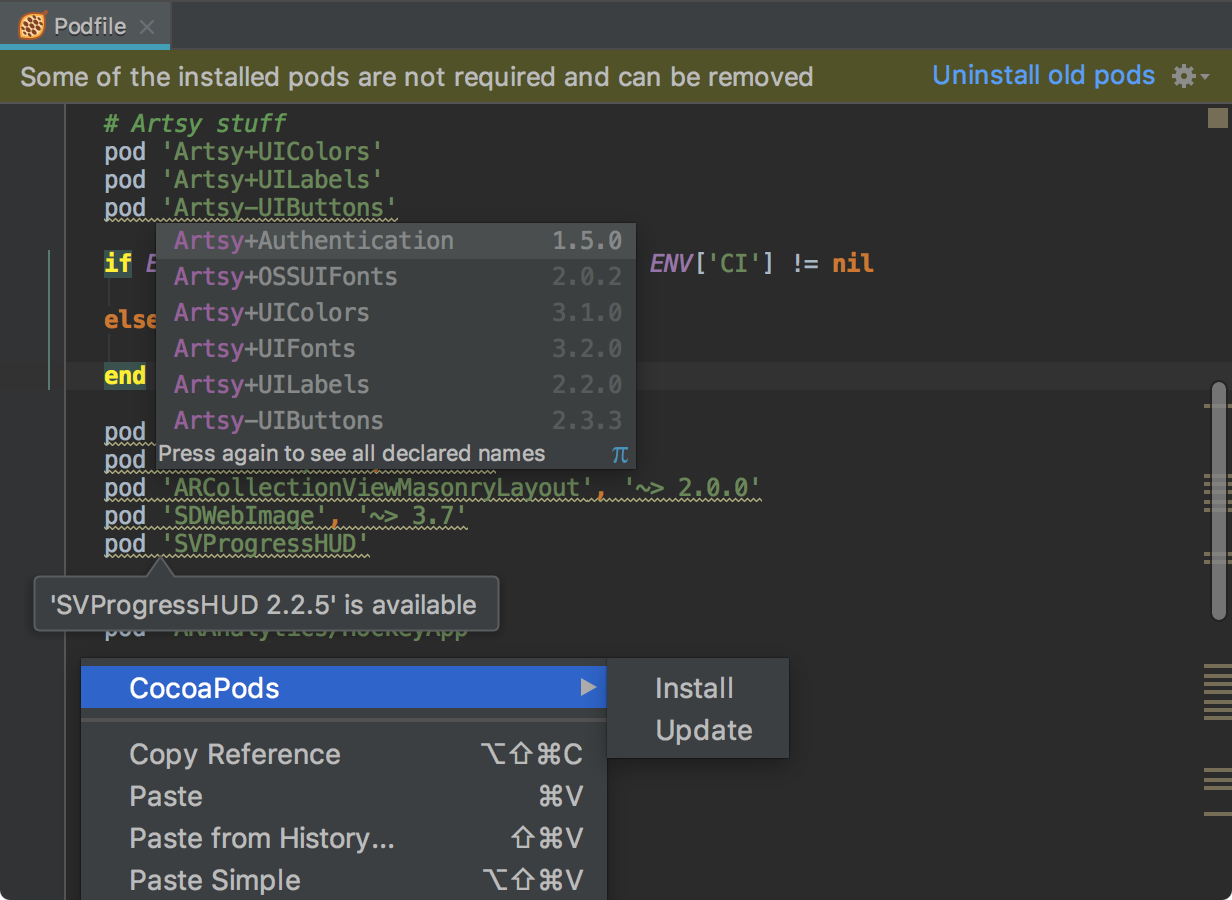 Podfile
Some of the installed pods are not required and can be removed Uninstall old pods
# Artsy stuff
pod 'Artsy+UIColors'
pod 'Artsy+UILabels'
pod 'Artsy-UIButtons'
Artsy+Authentication 1.5.0
if E ENV['CI'] != nil
Artsy+OSSUIFonts 2.0.2
Artsy+UIColors 3.1.0
else
Artsy+UIFonts 3.2.0
end
Artsy+UILabels 2.2.0
Artsy-UIButtons 2.3.3
pod
pod
Press again to see all declared names π
pod 'ARCollectionViewMasonryLayout', '~> 2.0.0'
pod 'SDWebImage', '~> 3.7'
pod 'SVProgressHUD'
'SVProgressHUD 2.2.5' is available
pod 'ARAnalytics/HockeyApp'
CocoaPods
Install
Update
Copy Reference ⌥⇧⌘C
Paste ⌘V
Paste from History... ⇧⌘V
Paste Simple ⌥⇧⌘V